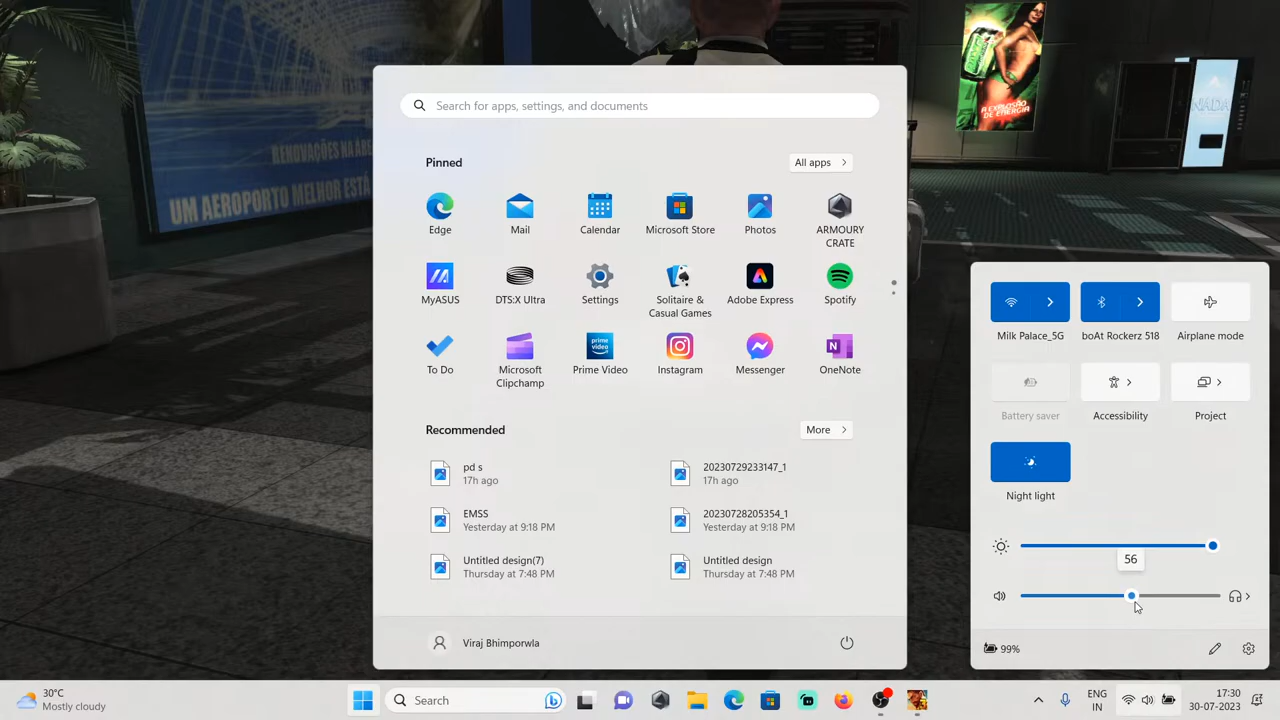 RENOVAÇÕES NA ÁRE
UM AEROPORTO MELHOR ESTÁ
A EXPLOSÃO
DE ENERGIA
NADA
Search for apps, settings, and documents
Pinned
All apps
Edge
Mail
Calendar
Microsoft Store
Photos
ARMOURY
CRATE
MyASUS
DTS:X Ultra
Settings
Solitaire &
Casual Games
Adobe Express
Spotify
To Do
Microsoft
Clipchamp
prime
video
Prime Video
Instagram
Messenger
OneNote
Recommended
More
pd s
17h ago
20230729233147_1
17h ago
EMSS
Yesterday at 9:18 PM
20230728205354_1
Yesterday at 9:18 PM
Untitled design(7)
Thursday at 7:48 PM
Untitled design
Thursday at 7:48 PM
Viraj Bhimporwla
Milk Palace_5G
boAt Rockerz 518
Airplane mode
Battery saver
Accessibility
Project
Night light
56
99%
30°C
Mostly cloudy
Search
ENG
IN
17:30
30-07-2023